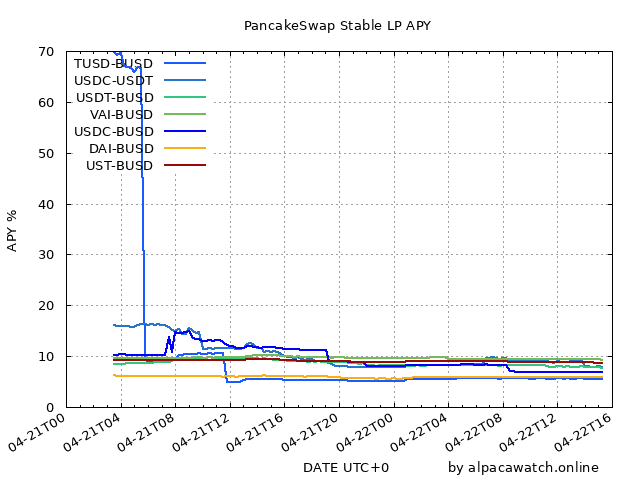 PancakeSwap Stable LP APY
70
60
50
40
30
20
10
0
APY %
TUSD-BUSD
USDC-USDT
USDT-BUSD
VAI-BUSD
USDC-BUSD
DAI-BUSD
UST-BUSD
04-21T00
04-21T04
04-21T08
04-21T12
04-21T16
04-21T20
04-22T00
04-22T04
04-22T08
04-22T12
04-22T16
DATE UTC+0
by alpacawatch.online